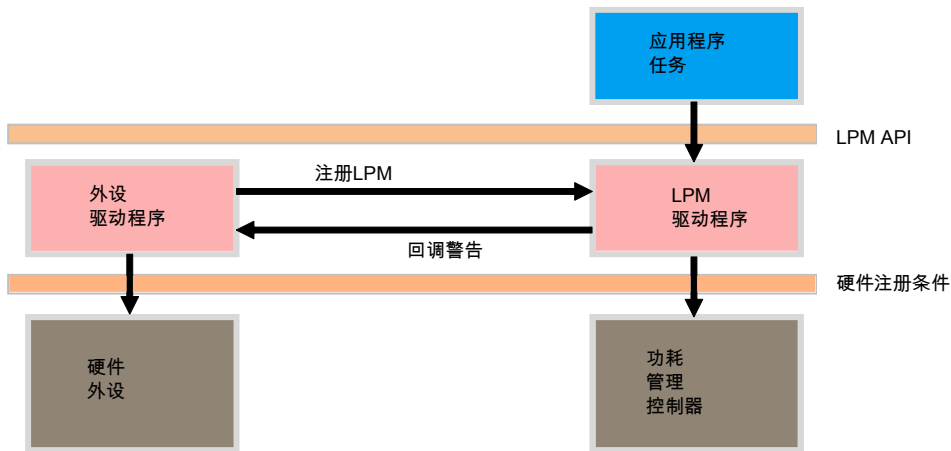 应用程序
任务
LPM API
外设
驱动程序
注册LPM
LPM
驱动程序
回调警告
硬件注册条件
硬件
外设
功耗
管理
控制器